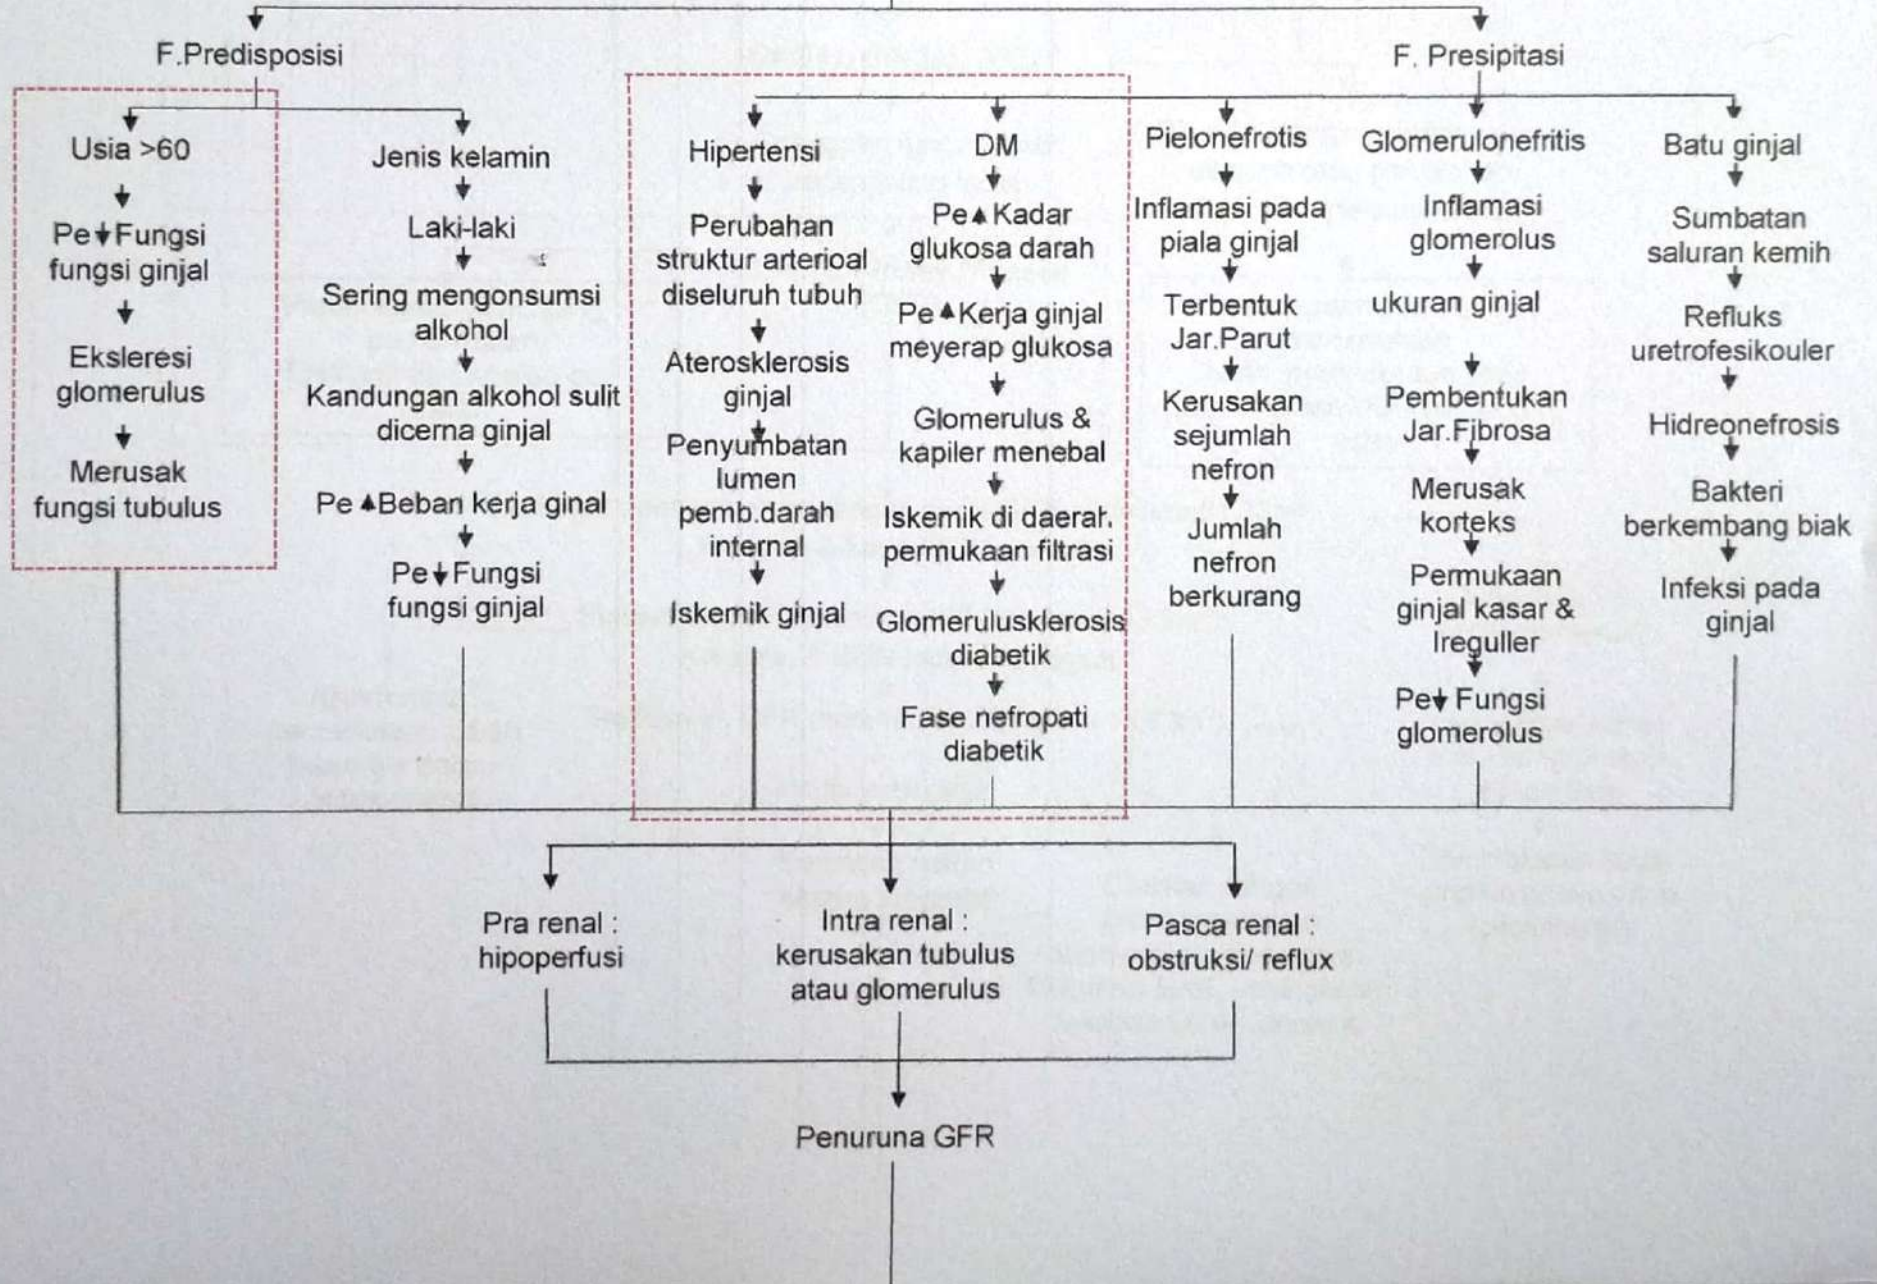 F.Predisposisi
F. Presipitasi
Usia >60
Pe↓Fungsi
fungsi ginjal
Eksleresi
glomerulus
Merusak
fungsi tubulus
Jenis kelamin
Laki-laki
Sering mengonsumsi
alkohol
Kandungan alkohol sulit
dicerna ginjal
Pe▲Beban kerja ginal
Pe↓Fungsi
fungsi ginjal
Hipertensi
Perubahan
struktur arterioal
diseluruh tubuh
Aterosklerosis
ginjal
Penyumbatan
lumen
pemb.darah
internal
Iskemik ginjal
DM
Pe▲Kadar
glukosa darah
Pe▲Kerja ginjal
meyerap glukosa
Glomerulus &
kapiler menebal
Iskemik di daerah
permukaan filtrasi
Glomerulusklerosis
diabetik
Fase nefropati
diabetik
Pielonefrotis
Inflamasi pada
piala ginjal
Terbentuk
Jar.Parut
Kerusakan
sejumlah
nefron
Jumlah
nefron
berkurang
Glomerulonefritis
Inflamasi
glomerolus
ukuran ginjal
Pembentukan
Jar.Fibrosa
Merusak
korteks
Permukaan
ginjal kasar &
Ireguller
Pe↓ Fungsi
glomerolus
Batu ginjal
Sumbatan
saluran kemih
Refluks
uretrofesikouler
Hidreonefrosis
Bakteri
berkembang biak
Infeksi pada
ginjal
Pra renal :
hipoperfusi
Intra renal :
kerusakan tubulus
atau glomerulus
Pasca renal :
obstruksi/ reflux
Penuruna GFR